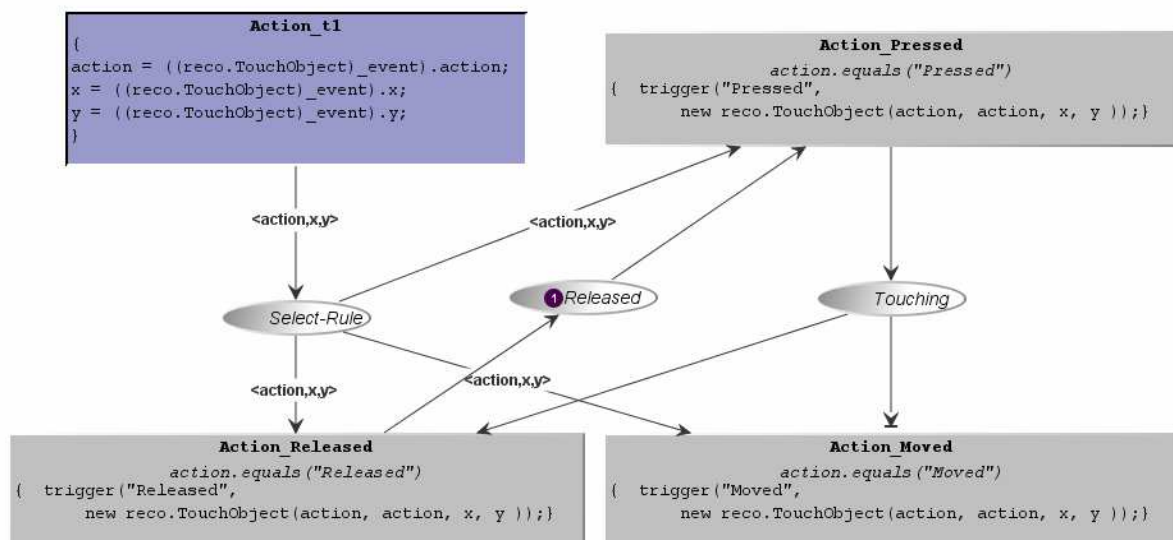 Action_t1
{
action = ((reco.TouchObject)_event).action;
x = ((reco.TouchObject)_event).x;
y = ((reco.TouchObject)_event).y;
}
Action_Pressed
action.equals("Pressed")
{ trigger("Pressed",
new reco.TouchObject(action, action, x, y ));}
<action,x,y>
<action,x,y>
Select-Rule
1 Released
Touching
<action,x,y>
<action,x,y>
Action_Released
action.equals("Released")
{ trigger("Released",
new reco.TouchObject(action, action, x, y ));}
Action_Moved
action.equals("Moved")
{ trigger("Moved",
new reco.TouchObject(action, action, x, y ));}